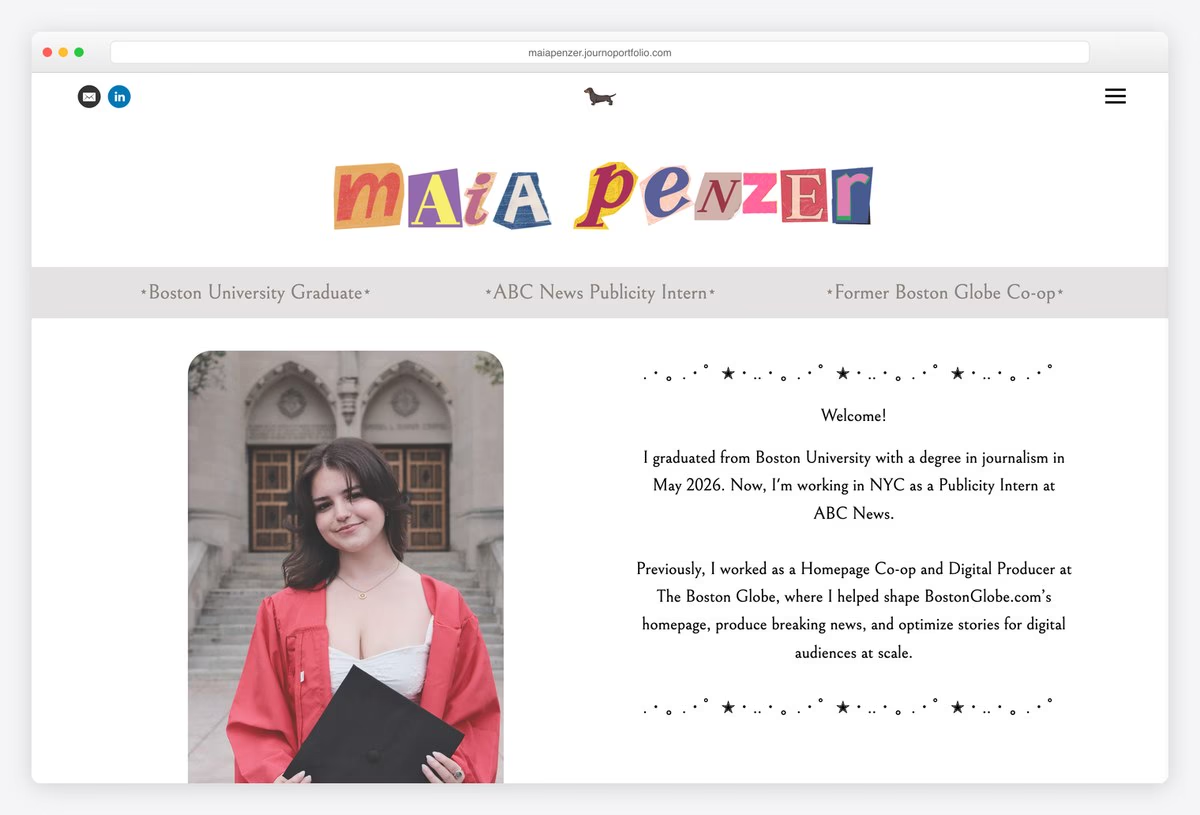 maiapenzer.journoportfolio.com
in
mAiA peNzEr
⋆Boston University Graduate⋆
⋆ABC News Publicity Intern⋆
⋆Former Boston Globe Co-op⋆
Welcome!
I graduated from Boston University with a degree in journalism in
May 2026. Now, I'm working in NYC as a Publicity Intern at
ABC News.
Previously, I worked as a Homepage Co-op and Digital Producer at
The Boston Globe, where I helped shape BostonGlobe.com’s
homepage, produce breaking news, and optimize stories for digital
audiences at scale.